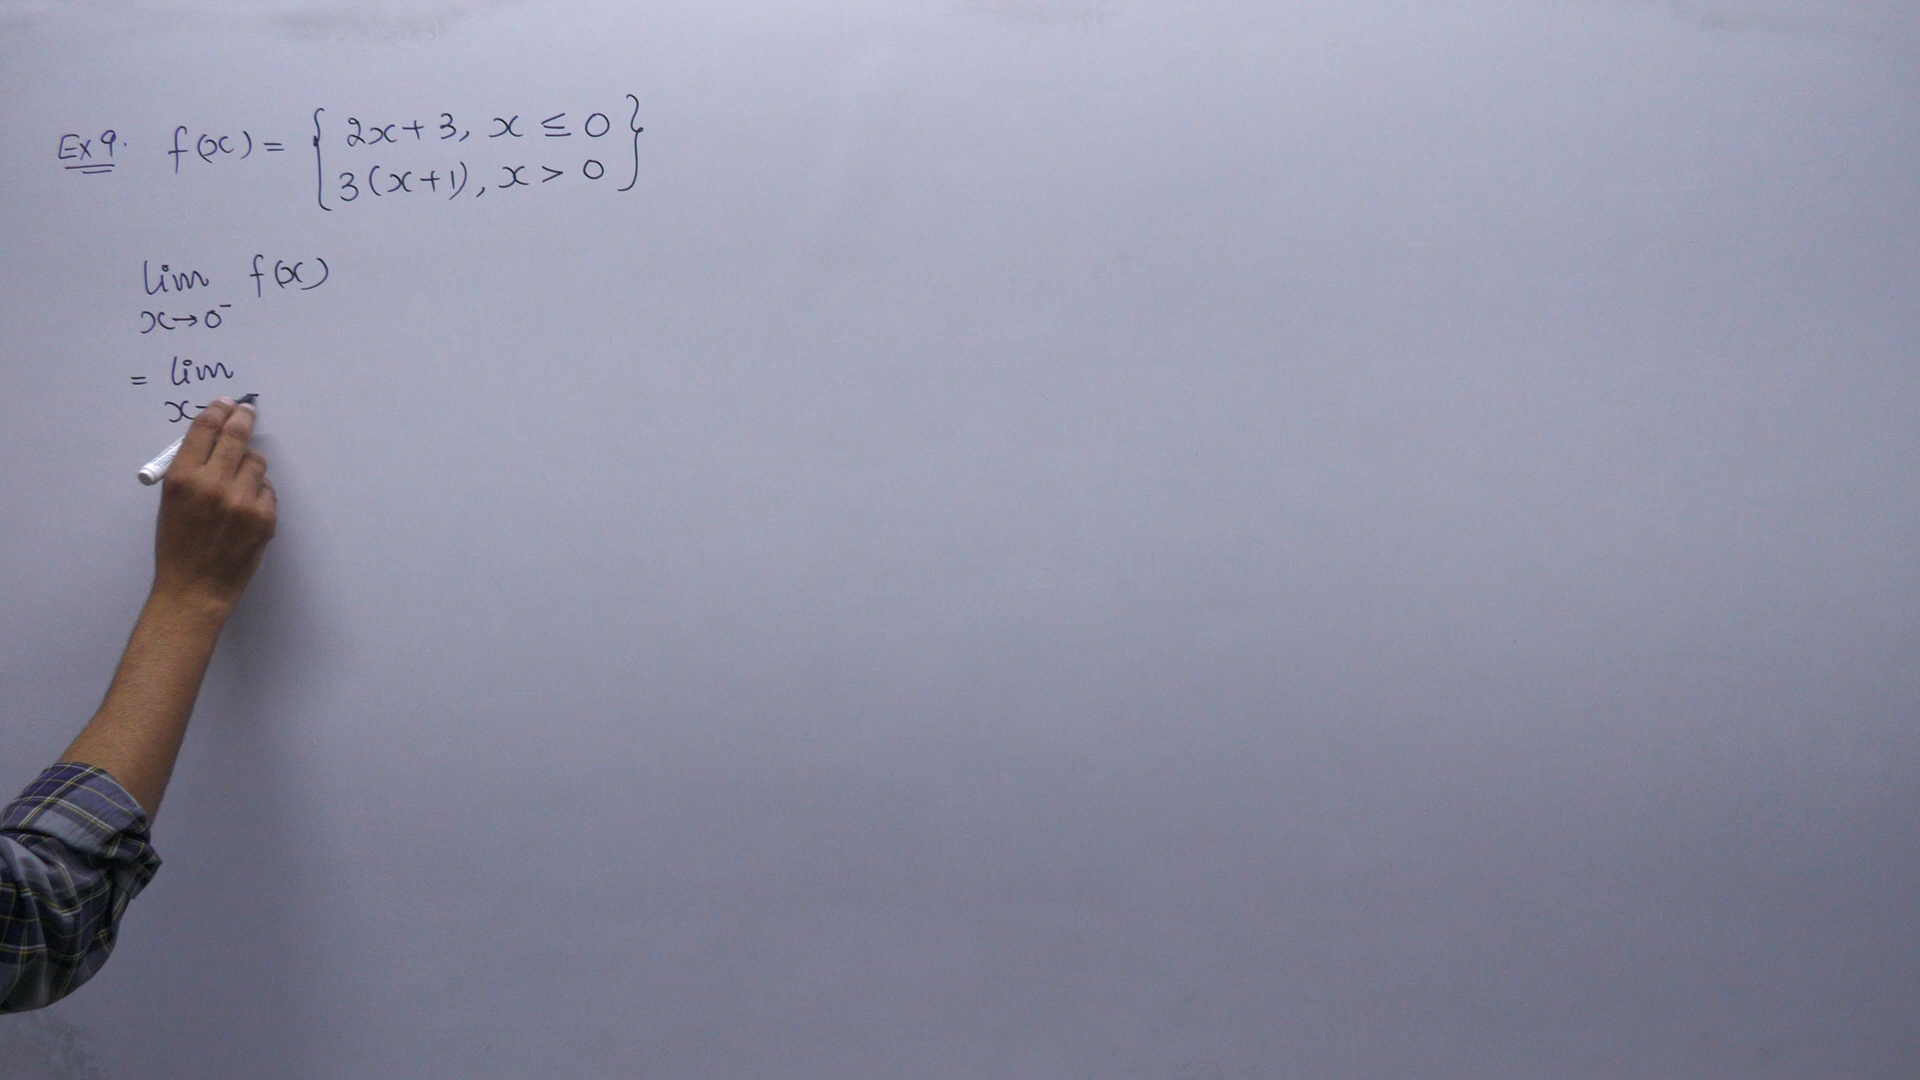 Ex 9. f(x) = { 2x+3, x ≤ 0
3(x+1), x > 0 }
lim f(x)
x→0⁻
= lim
x→